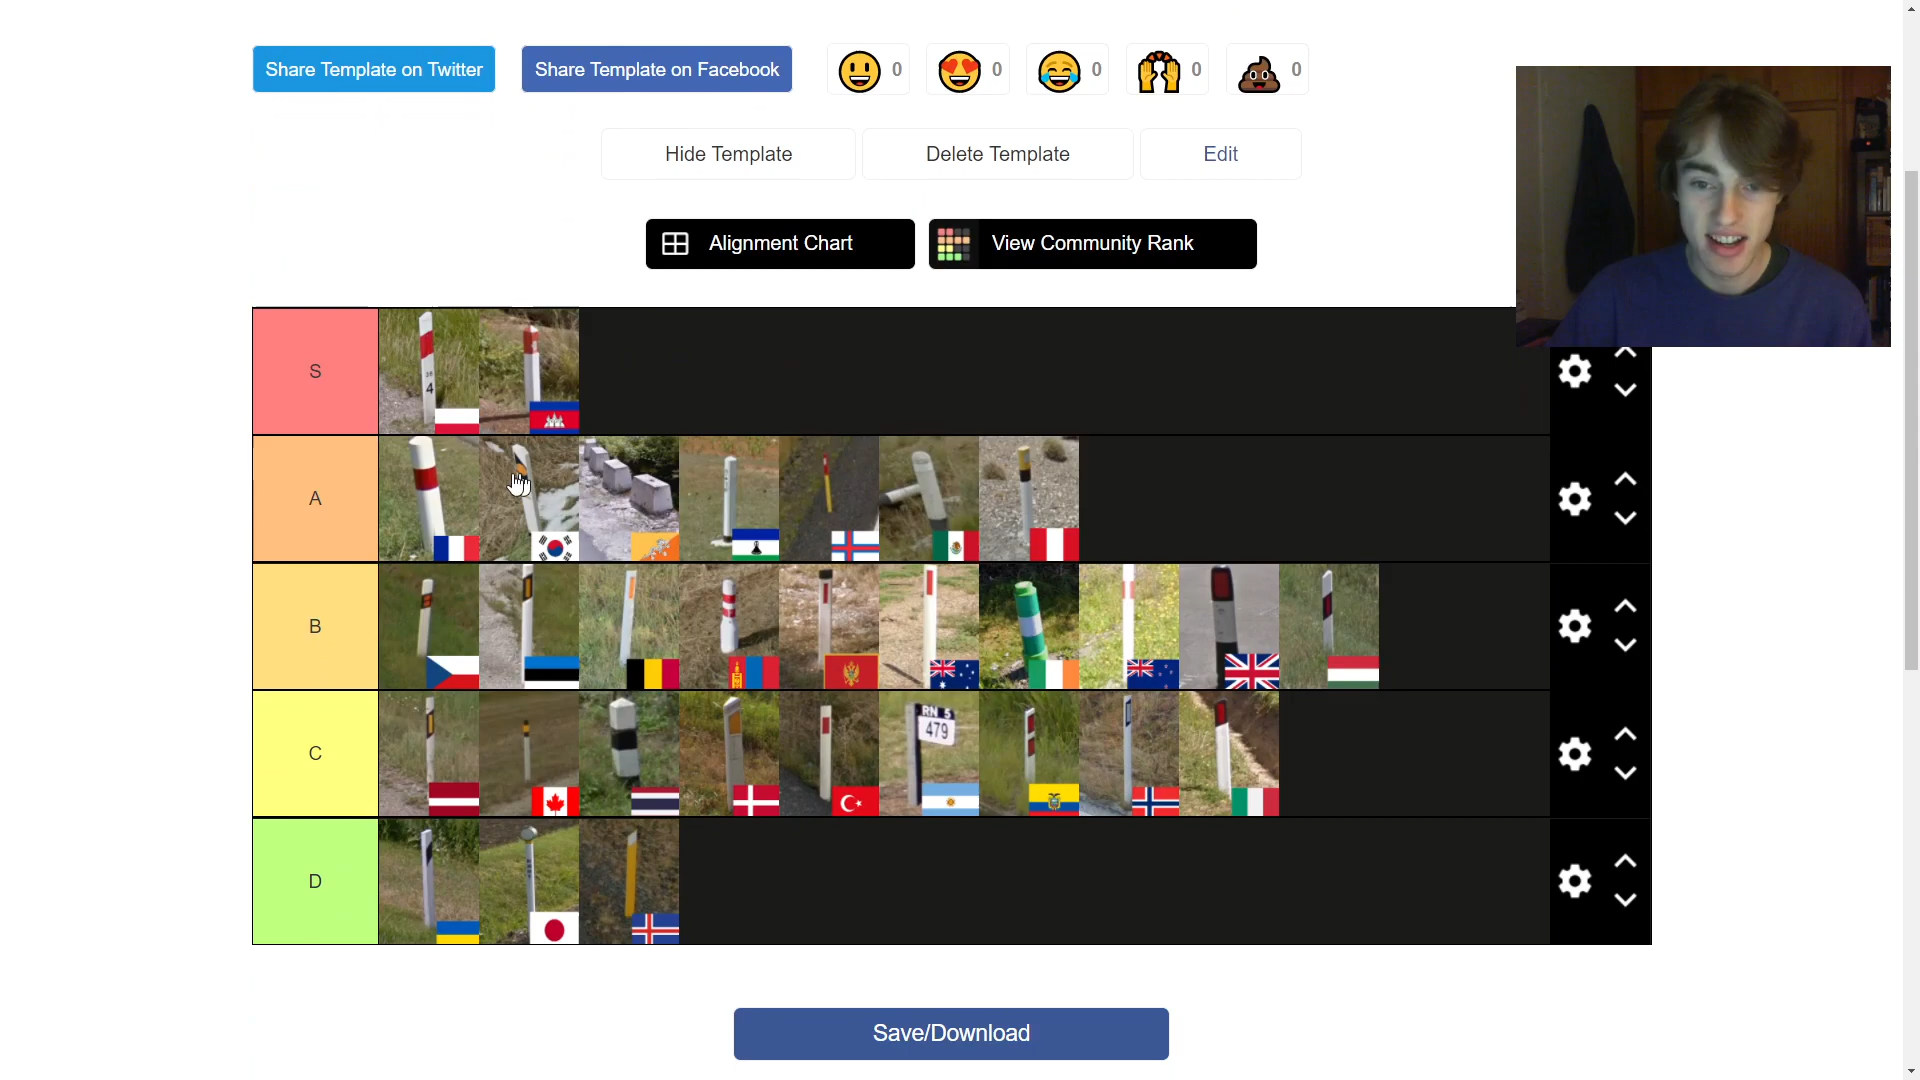 Share Template on Twitter
Share Template on Facebook
0
0
0
0
0
Hide Template
Delete Template
Edit
Alignment Chart
View Community Rank
S
4
A
B
C
RN 5
479
D
Save/Download